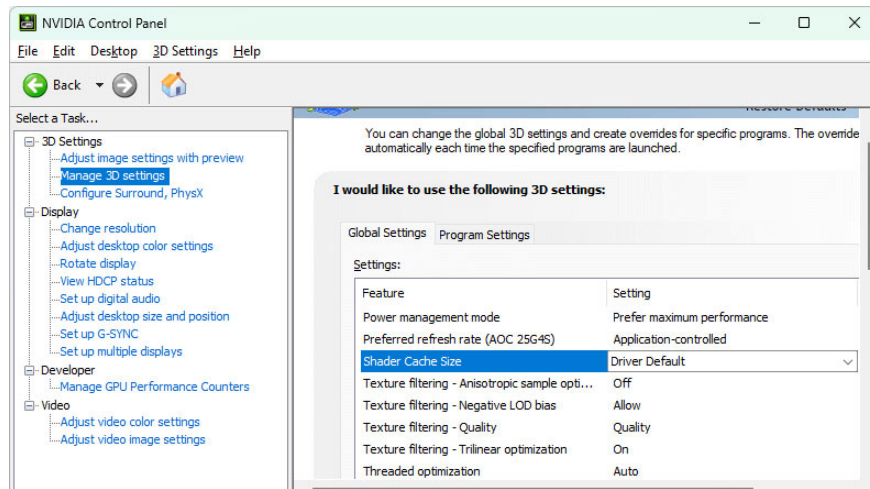 NVIDIA Control Panel
File Edit Desktop 3D Settings Help
Back
Select a Task...
3D Settings
Adjust image settings with preview
Manage 3D settings
Configure Surround, PhysX
Display
Change resolution
Adjust desktop color settings
Rotate display
View HDCP status
Set up digital audio
Adjust desktop size and position
Set up G-SYNC
Set up multiple displays
Developer
Manage GPU Performance Counters
Video
Adjust video color settings
Adjust video image settings
Restore Defaults
You can change the global 3D settings and create overrides for specific programs. The override
automatically each time the specified programs are launched.
I would like to use the following 3D settings:
Global Settings Program Settings
Settings:
Feature Setting
Power management mode Prefer maximum performance
Preferred refresh rate (AOC 25G4S) Application-controlled
Shader Cache Size Driver Default
Texture filtering - Anisotropic sample opti... Off
Texture filtering - Negative LOD bias Allow
Texture filtering - Quality Quality
Texture filtering - Trilinear optimization On
Threaded optimization Auto